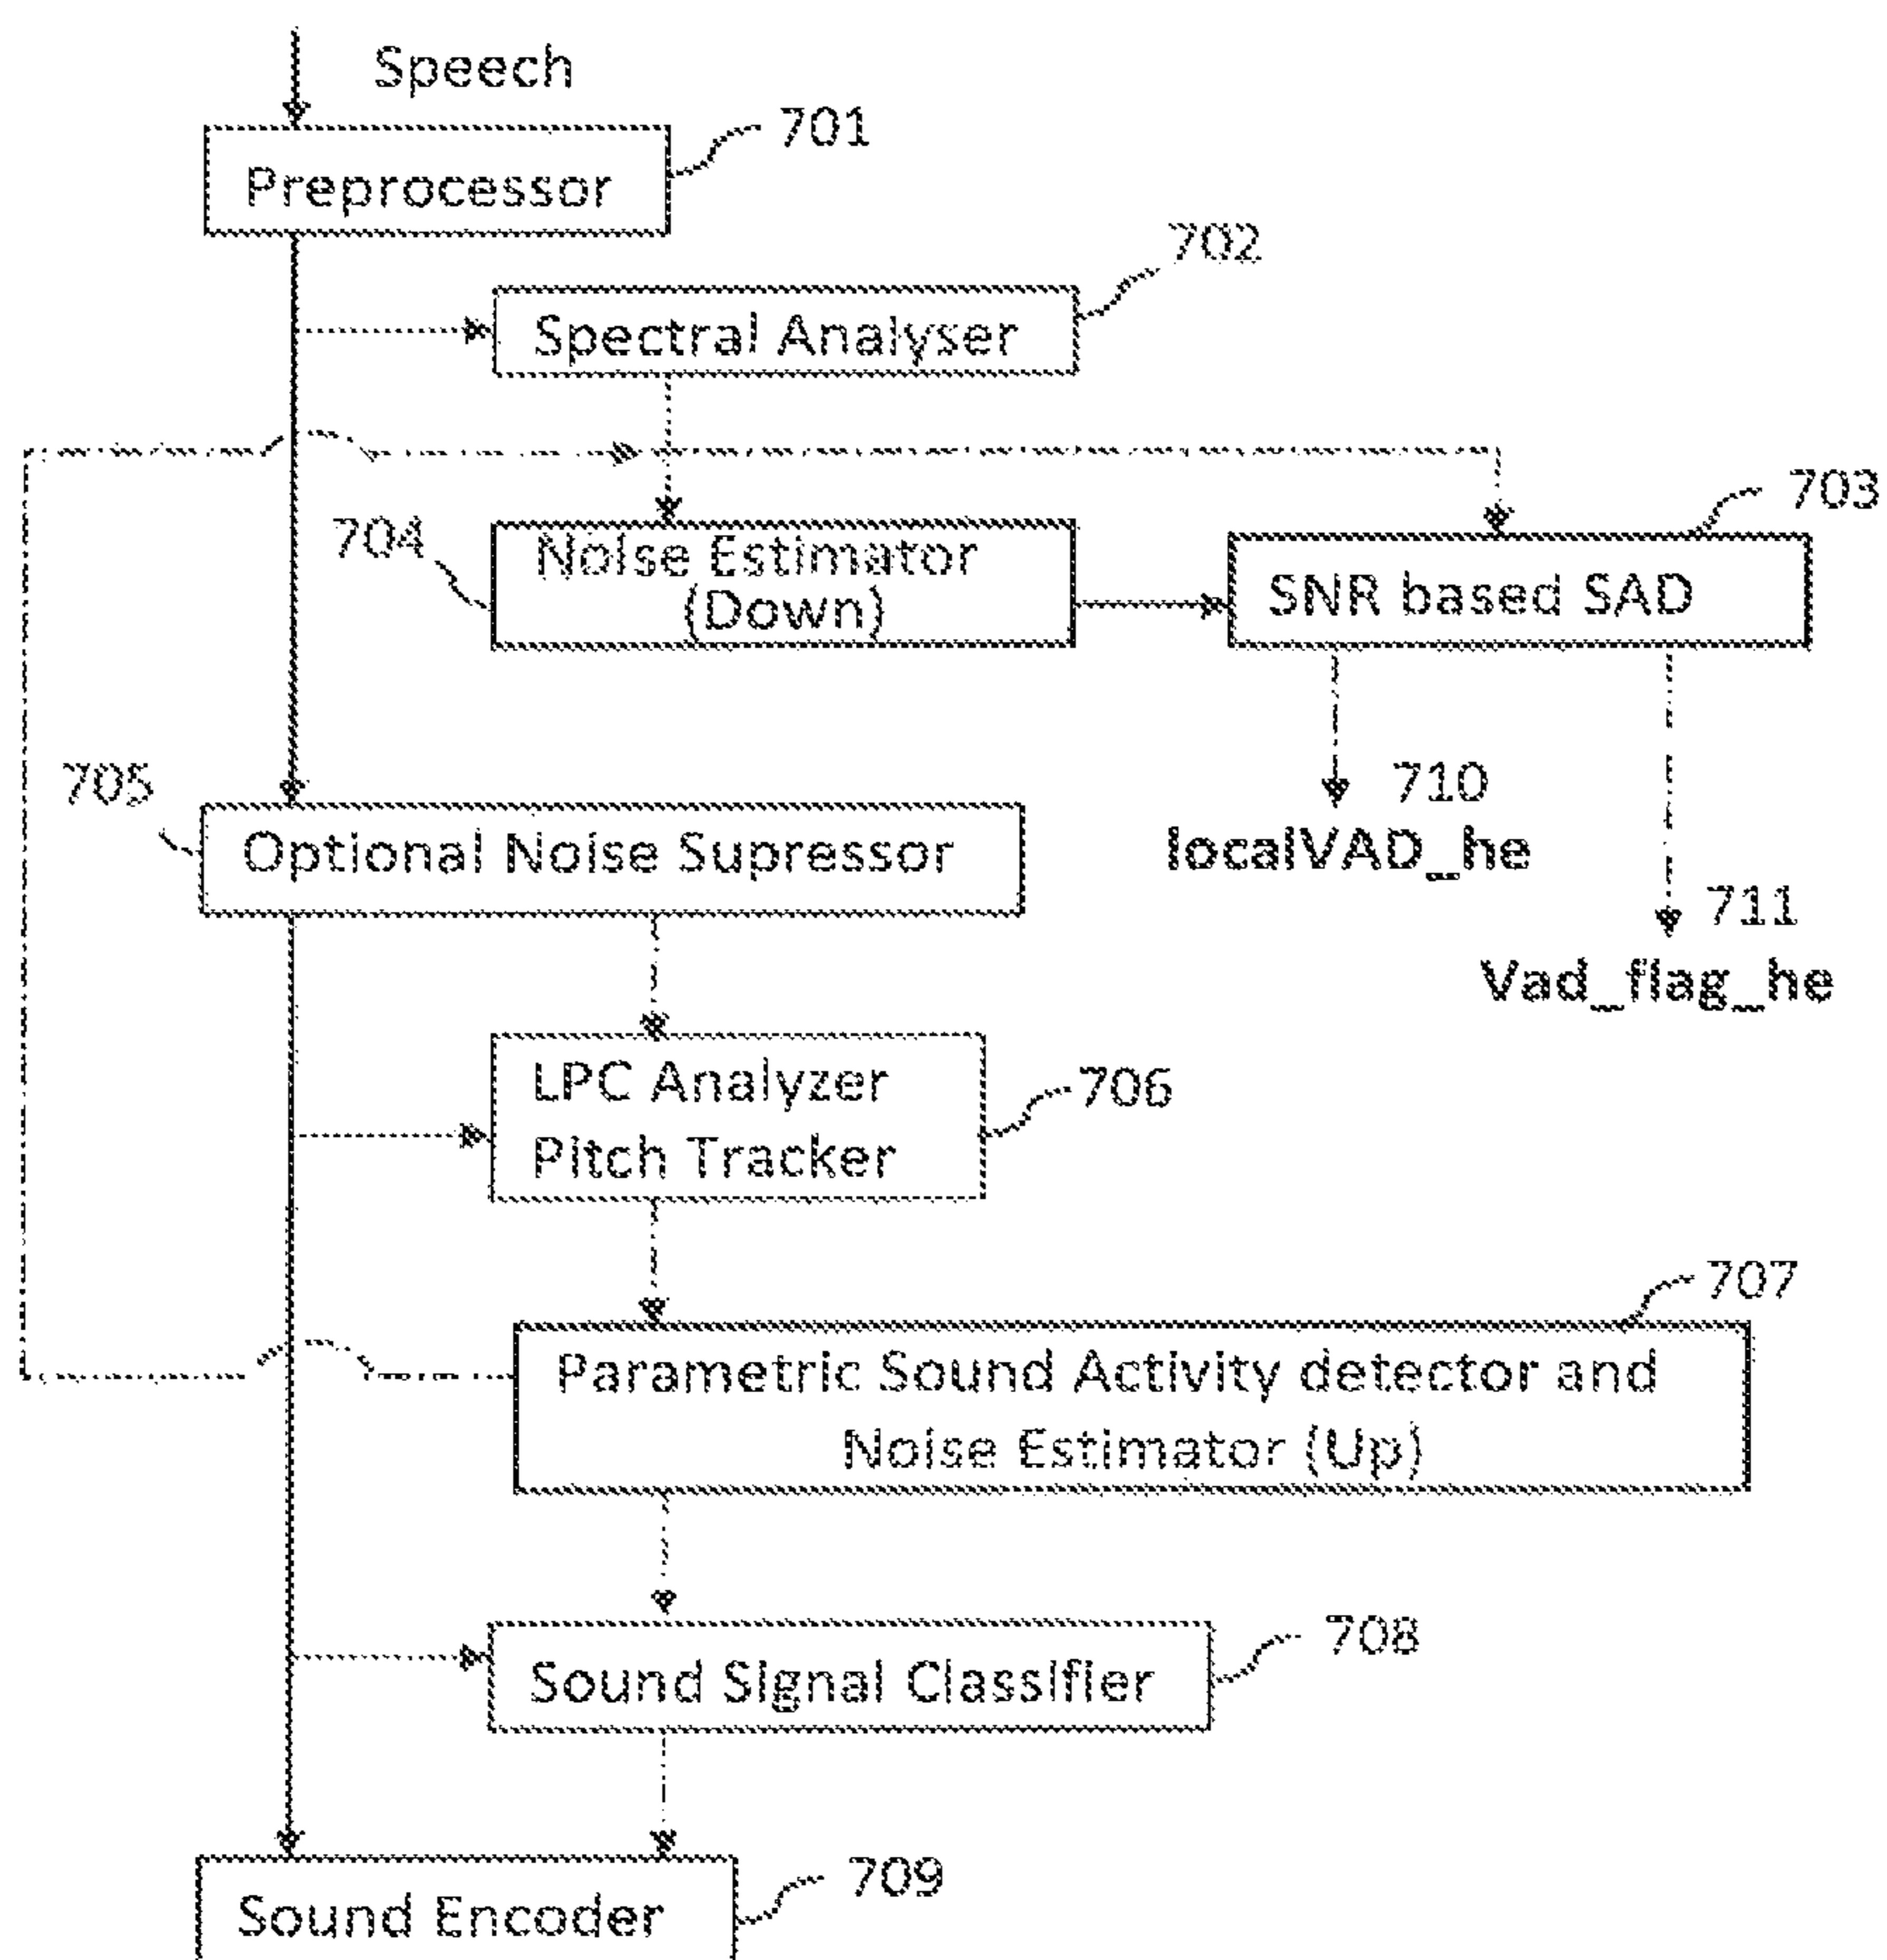 Speech
701
Preprocessor
702
Spectral Analyser
703
704
Noise Estimator
(Down)
SNR based SAD
705
710
localVAD_he
Optional Noise Supressor
711
Vad_flag_he
LPC Analyzer
Pitch Tracker
706
707
Parametric Sound Activity detector and
Noise Estimator (Up)
708
Sound Signal Classifier
709
Sound Encoder